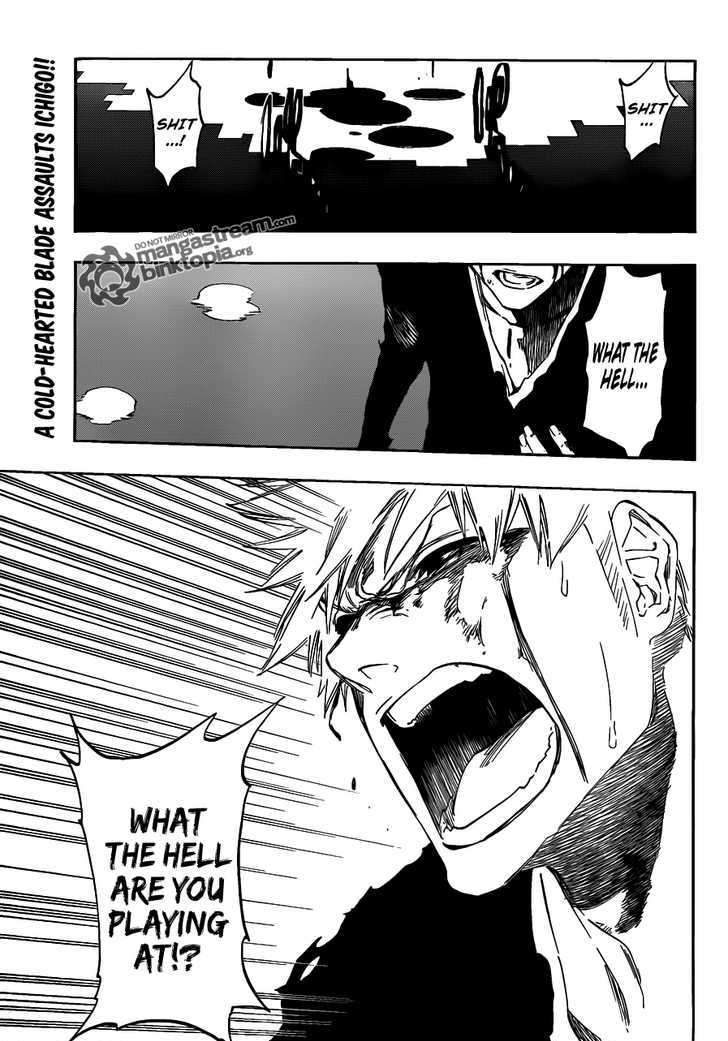 A COLD-HEARTED BLADE ASSAULTS ICHIGO!!
SHIT
...
SHIT
...!
DO NOT MIRROR
mangastream.com
binktopia.org
WHAT THE
HELL...
WHAT
THE HELL
ARE YOU
PLAYING
AT!?